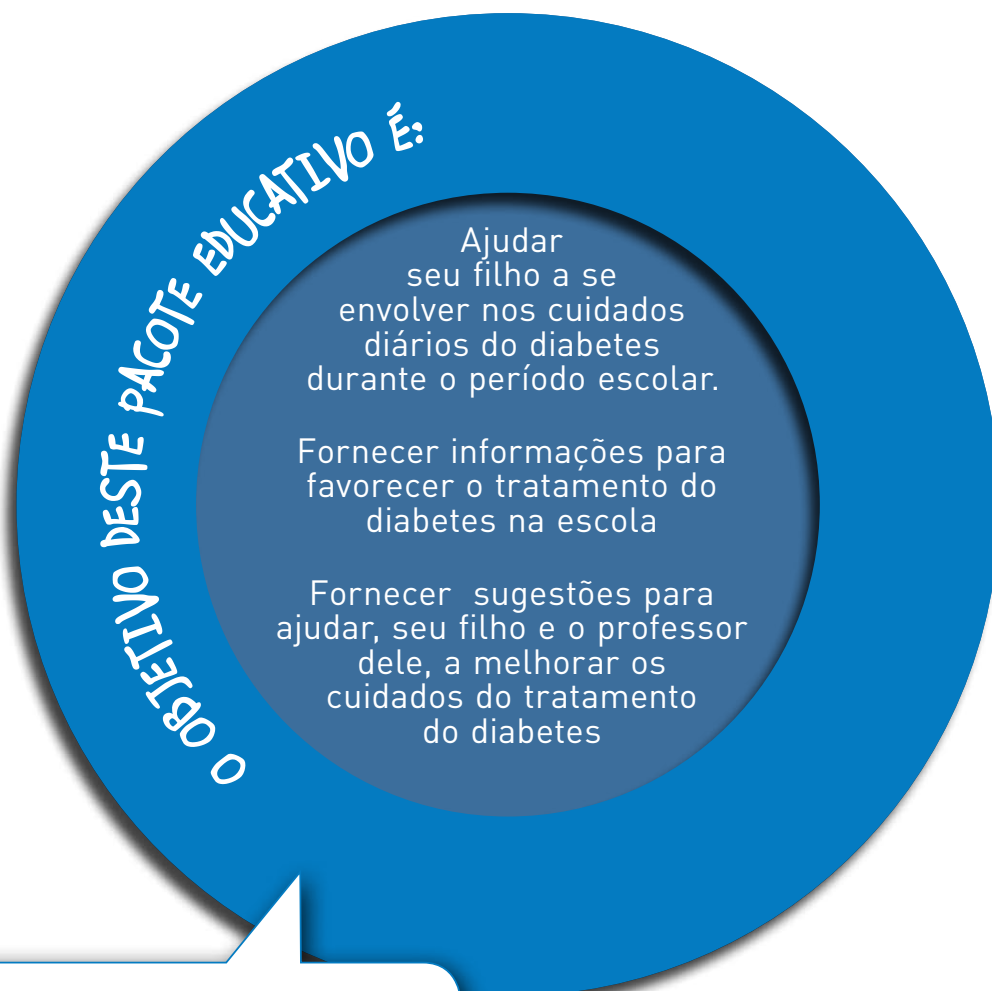 O OBJETIVO DESTE PACOTE EDUCATIVO É:
Ajudar
seu filho a se
envolver nos cuidados
diários do diabetes
durante o período escolar.
Fornecer informações para
favorecer o tratamento do
diabetes na escola
Fornecer  sugestões para
ajudar, seu filho e o professor
dele, a melhorar os
cuidados do tratamento
do diabetes